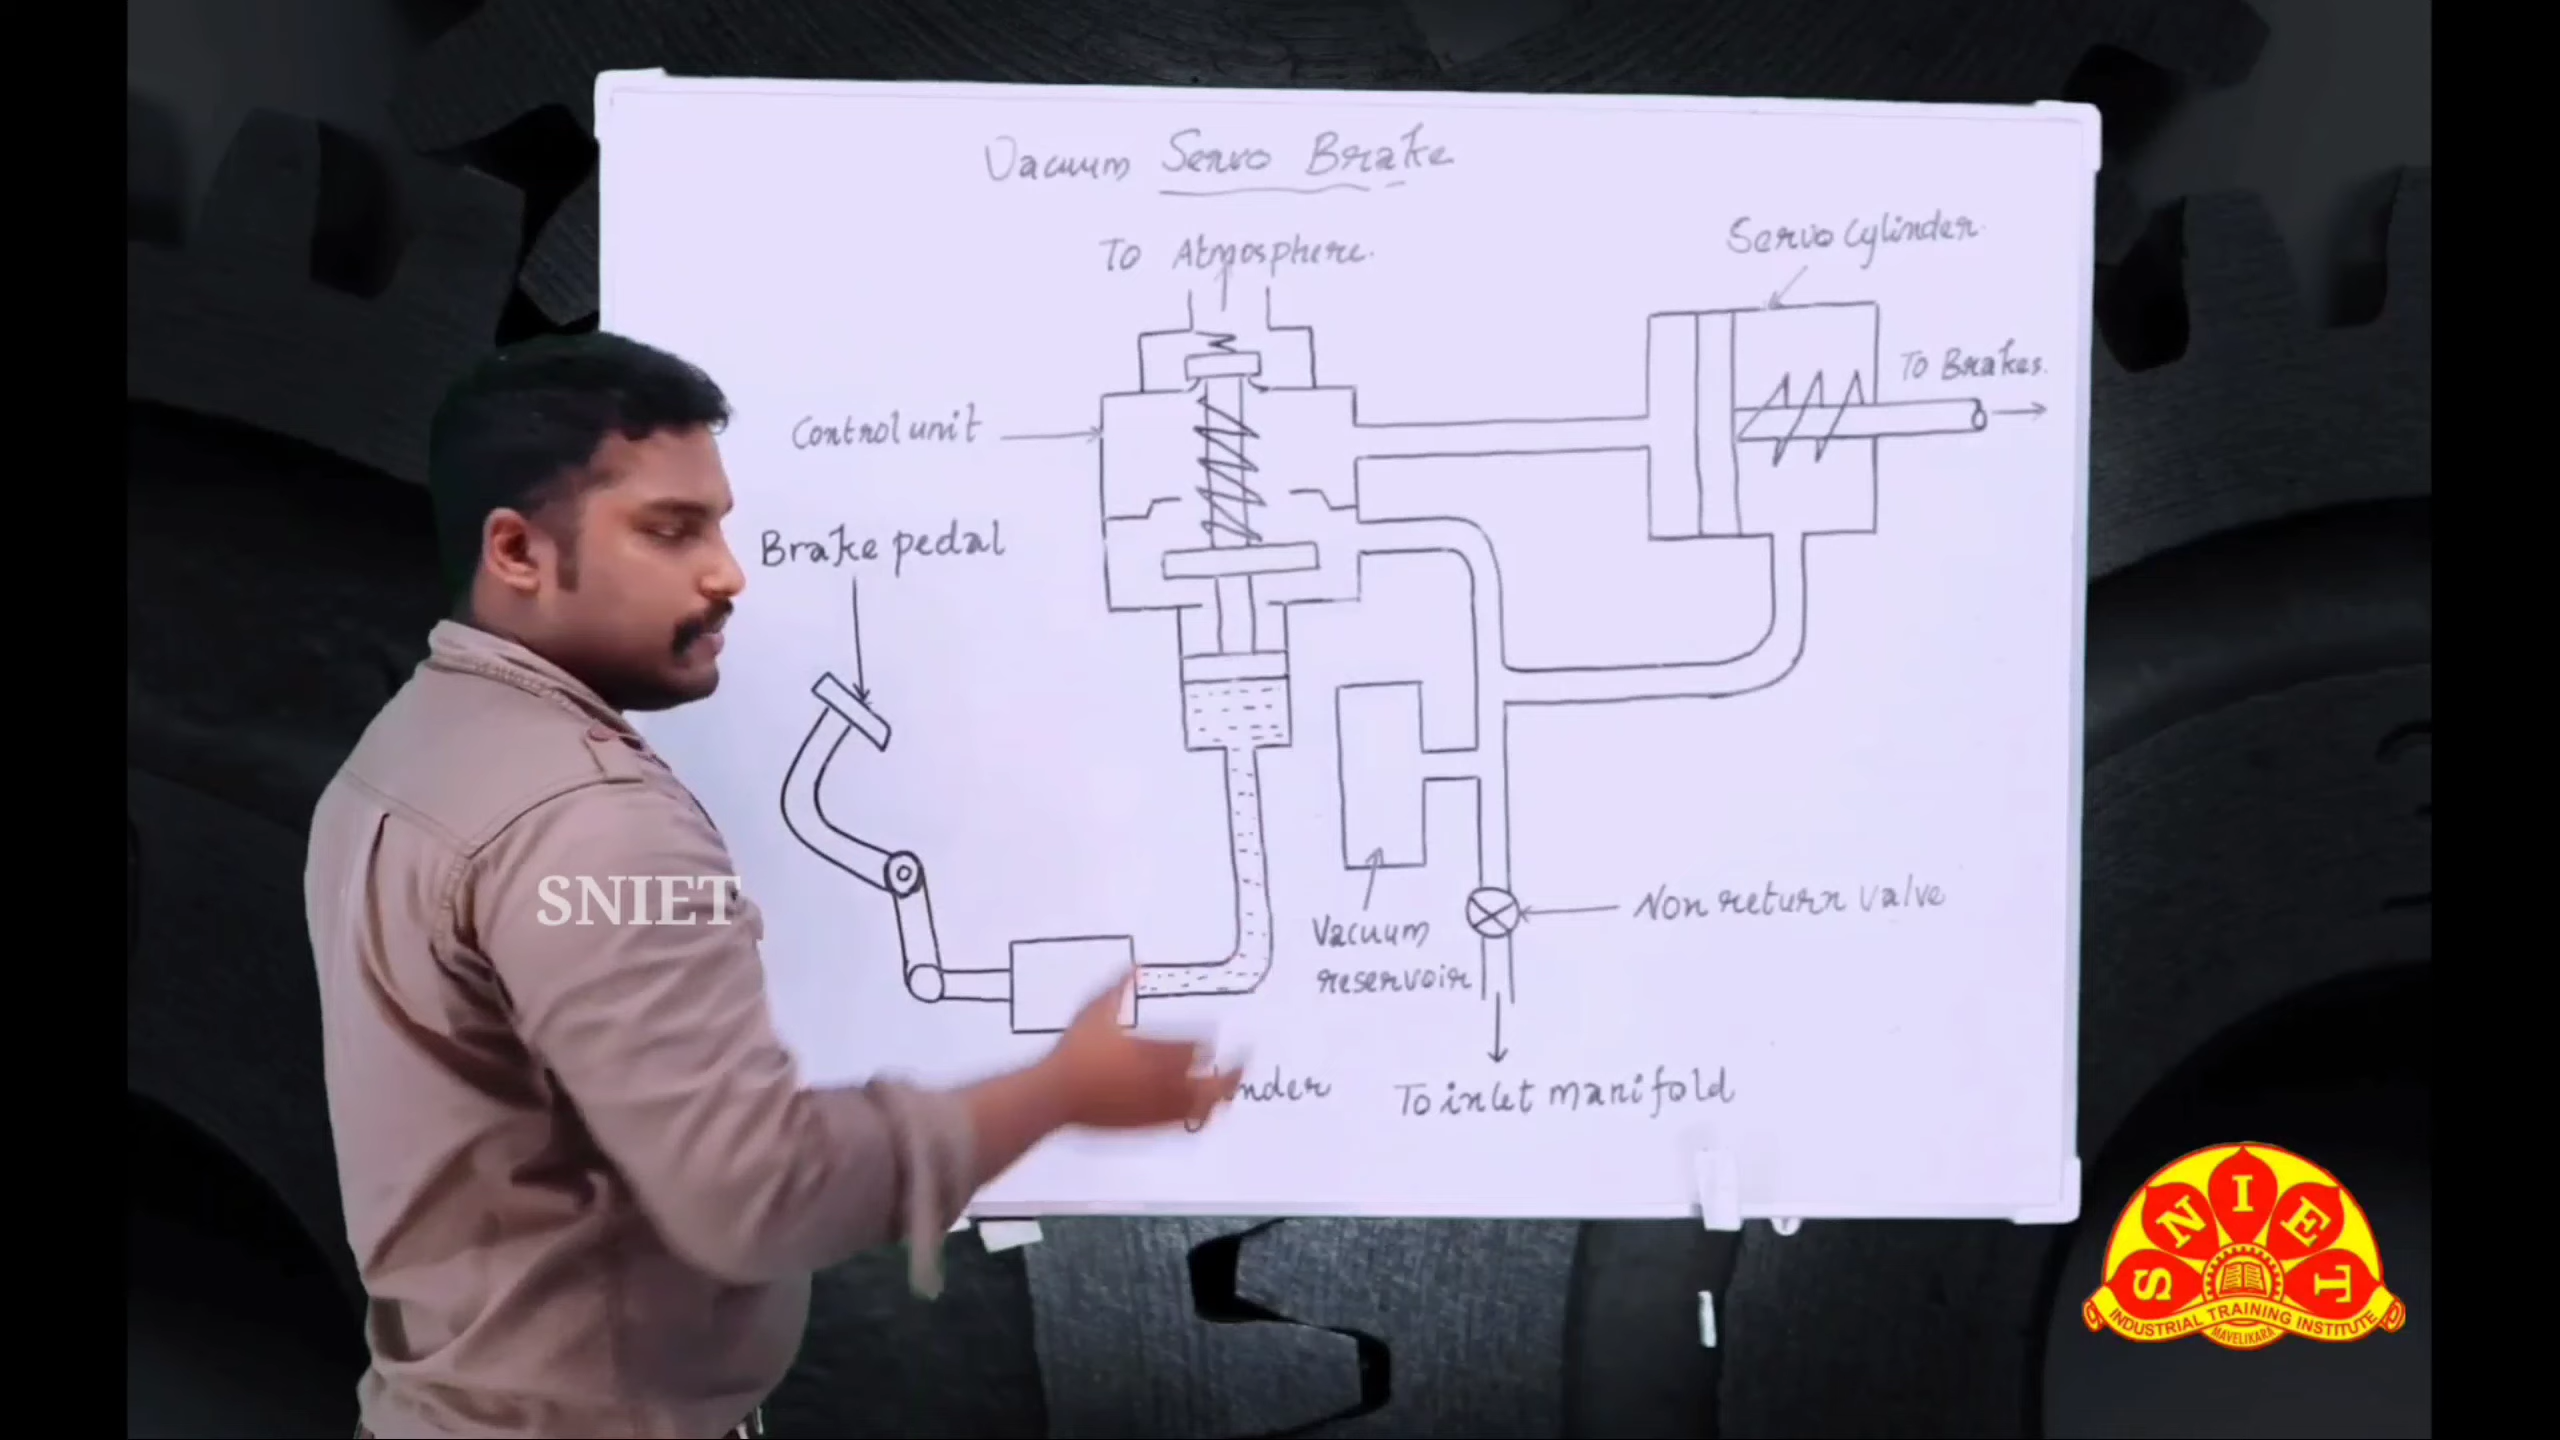 Vacuum Servo Brake
To Atmosphere.
Servo Cylinder.
To Brakes.
Control unit
Brake pedal
SNIET
Non return valve
Vacuum
reservoir
To inlet manifold
SNIET
INDUSTRIAL TRAINING INSTITUTE
MAVELIKARA